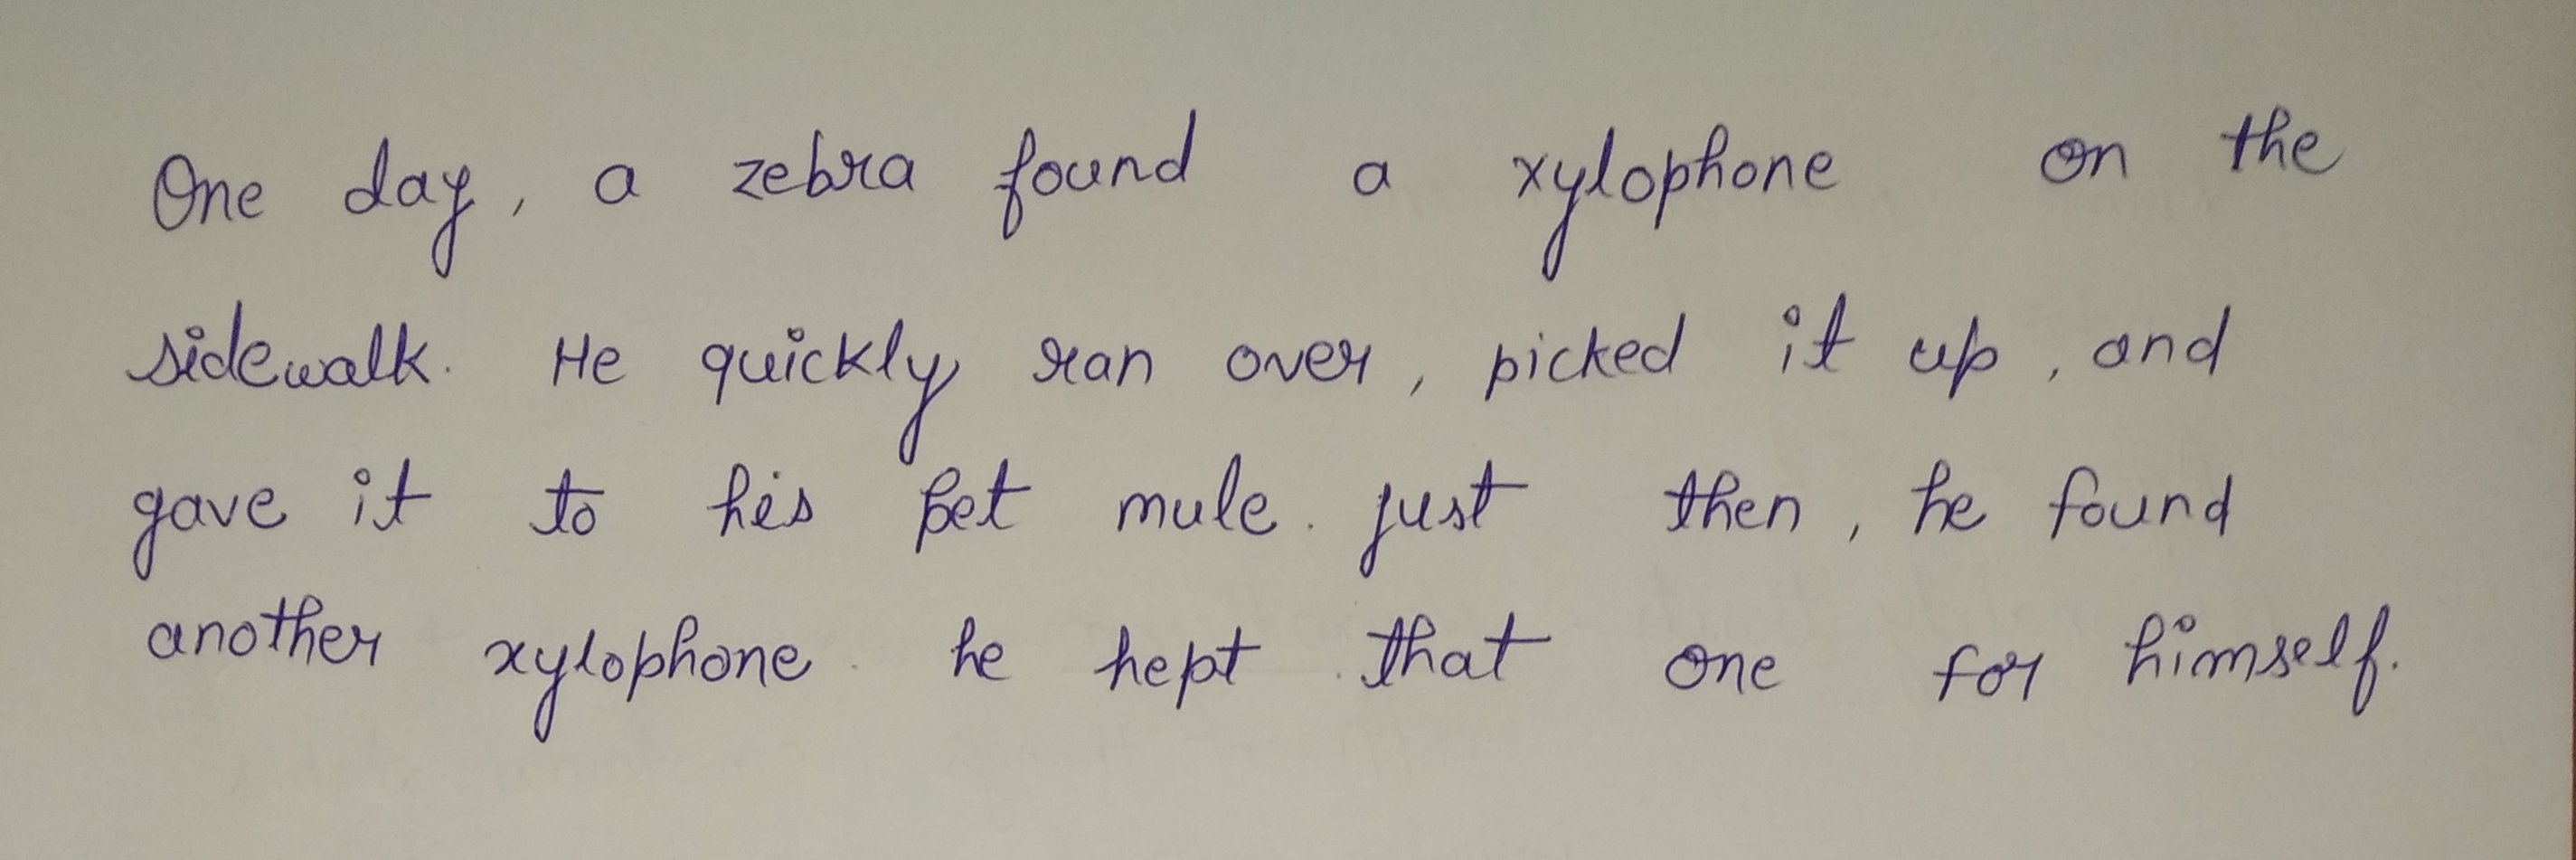 One day, a zebra found a xylophone on the
sidewalk. He quickly ran over, picked it up, and
gave it to his pet mule. just then, he found
another xylophone. he hept that one for himself.